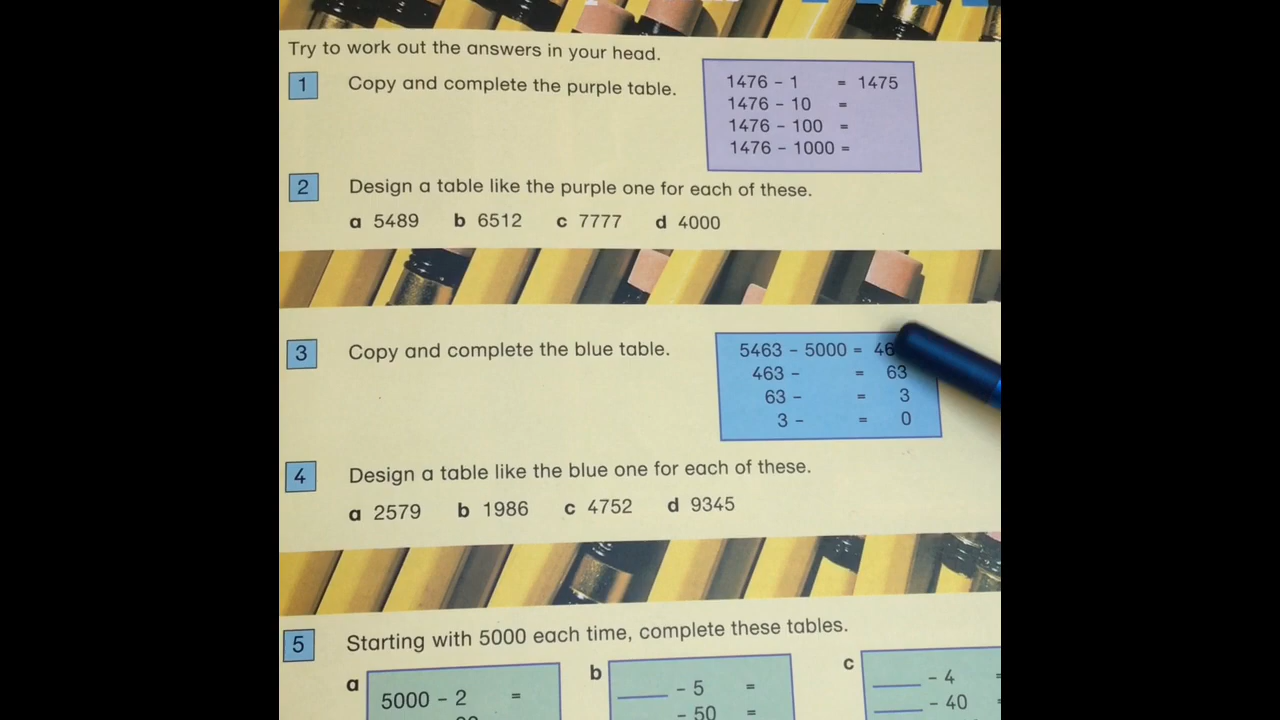 Try to work out the answers in your head.
1 Copy and complete the purple table.
1476 - 1 = 1475
1476 - 10 =
1476 - 100 =
1476 - 1000 =
2 Design a table like the purple one for each of these.
a 5489 b 6512 c 7777 d 4000
3 Copy and complete the blue table.
5463 - 5000 = 46
463 - = 63
63 - = 3
3 - = 0
4 Design a table like the blue one for each of these.
a 2579 b 1986 c 4752 d 9345
5 Starting with 5000 each time, complete these tables.
a
5000 - 2 =
b
____ - 5 =
- 50 =
c
____ - 4 =
____ - 40 =